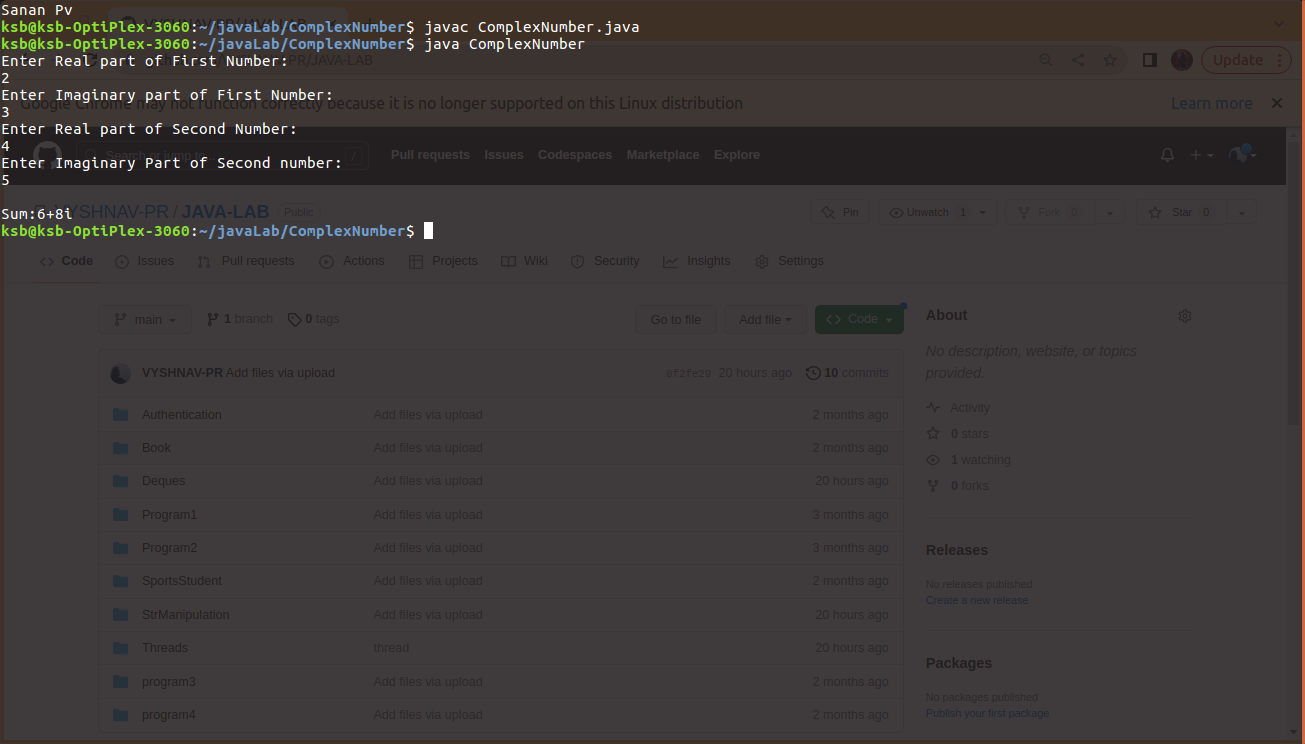 Sanan Pv
ksb@ksb-OptiPlex-3060:~/javaLab/ComplexNumber$ javac ComplexNumber.java
ksb@ksb-OptiPlex-3060:~/javaLab/ComplexNumber$ java ComplexNumber
Enter Real part of First Number:
2
Enter Imaginary part of First Number:
3
Enter Real part of Second Number:
4
Enter Imaginary Part of Second number:
5
Sum:6+8i
ksb@ksb-OptiPlex-3060:~/javaLab/ComplexNumber$
PR/JAVA-LAB
Update
Google Chrome may not function correctly because it is no longer supported on this Linux distribution
Learn more
Search or jump to
Pull requests Issues Codespaces Marketplace Explore
VYSHNAV-PR / JAVA-LAB Public
Pin Unwatch 1 Fork 0 Star 0
Code Issues Pull requests Actions Projects Wiki Security Insights Settings
main 1 branch 0 tags Go to file Add file Code
VYSHNAV-PR Add files via upload 0f2fe29 20 hours ago 10 commits
Authentication Add files via upload 2 months ago
Book Add files via upload 2 months ago
Deques Add files via upload 20 hours ago
Program1 Add files via upload 3 months ago
Program2 Add files via upload 3 months ago
SportsStudent Add files via upload 2 months ago
StrManipulation Add files via upload 20 hours ago
Threads thread 20 hours ago
program3 Add files via upload 2 months ago
program4 Add files via upload 2 months ago
About
No description, website, or topics
provided.
Activity
0 stars
1 watching
0 forks
Releases
No releases published
Create a new release
Packages
No packages published
Publish your first package